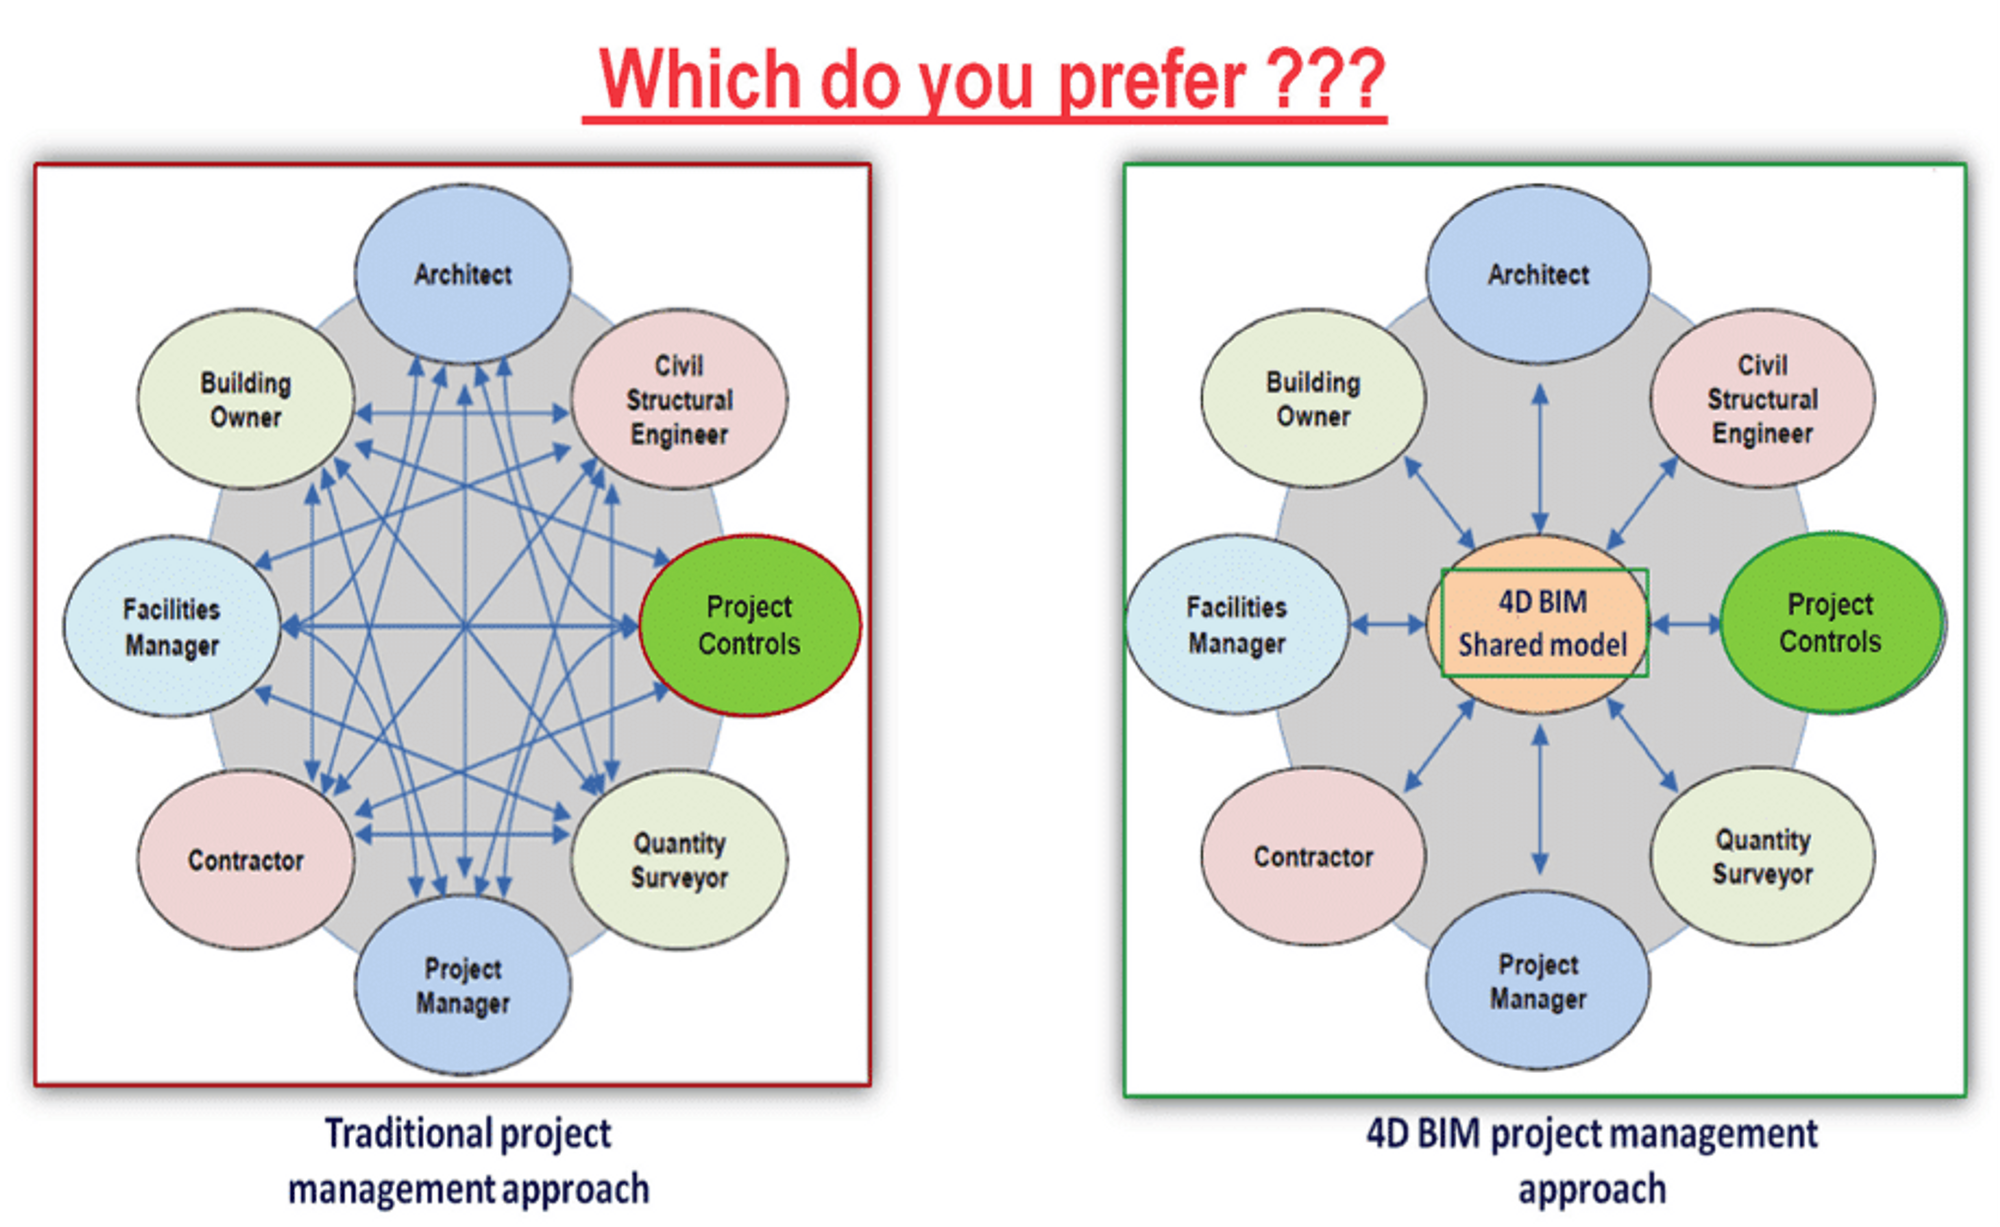 Which do you prefer ???
Architect
Building
Owner
Civil
Structural
Engineer
Facilities
Manager
Project
Controls
Contractor
Quantity
Surveyor
Project
Manager
Traditional project
management approach
Architect
Building
Owner
Civil
Structural
Engineer
Facilities
Manager
4D BIM
Shared model
Project
Controls
Contractor
Quantity
Surveyor
Project
Manager
4D BIM project management
approach